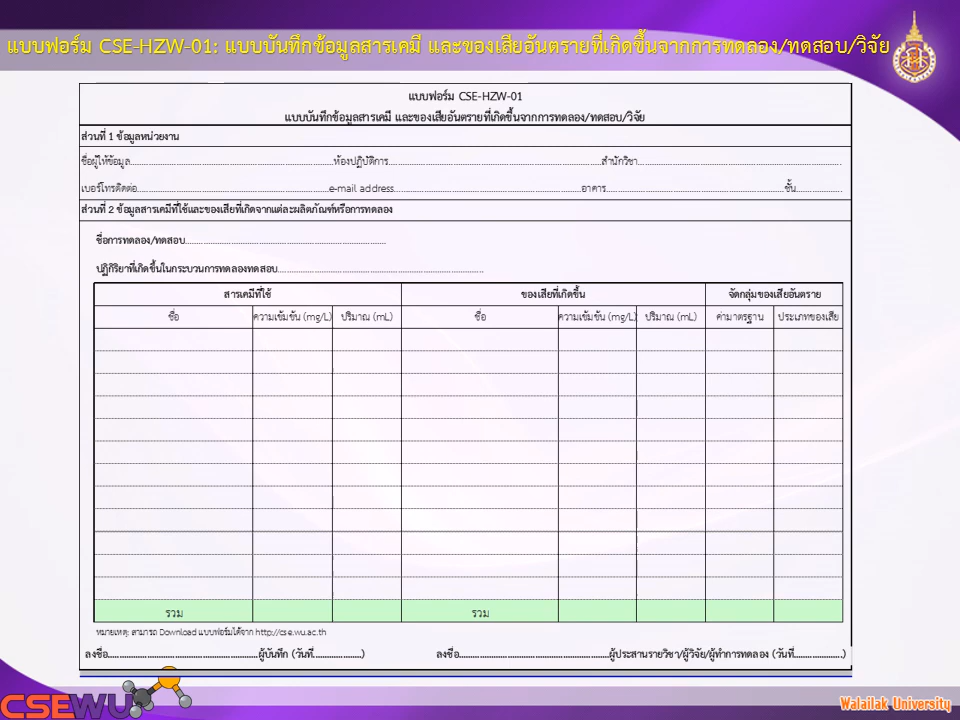 แบบฟอร์ม CSE-HZW-01: แบบบันทึกข้อมูลสารเคมี และของเสียอันตรายที่เกิดขึ้นจากการทดลอง/ทดสอบ/วิจัย
แบบฟอร์ม CSE-HZW-01
แบบบันทึกข้อมูลสารเคมี และของเสียอันตรายที่เกิดขึ้นจากการทดลอง/ทดสอบ/วิจัย
ส่วนที่ 1 ข้อมูลหน่วยงาน
ชื่อผู้ให้ข้อมูล.......................ห้องปฏิบัติการ.......................สำนักวิชา.......................
เบอร์โทรติดต่อ.......................e-mail address.......................อาคาร.......................ชั้น................
ส่วนที่ 2 ข้อมูลสารเคมีที่ใช้และของเสียที่เกิดจากแต่ละผลิตภัณฑ์หรือการทดลอง
ชื่อการทดลอง/ทดสอบ.......................
ปฏิกิริยาที่เกิดขึ้นในกระบวนการทดลองทดสอบ.......................
สารเคมีที่ใช้ ของเสียที่เกิดขึ้น จัดกลุ่มของเสียอันตราย
ชื่อ ความเข้มข้น (mg/L) ปริมาณ (mL) ชื่อ ความเข้มข้น (mg/L) ปริมาณ (mL) ค่ามาตรฐาน ประเภทของเสีย
รวม รวม
หมายเหตุ: สามารถ Download แบบฟอร์มได้จาก http://cse.wu.ac.th
ลงชื่อ.......................ผู้บันทึก (วันที่...................) ลงชื่อ.......................ผู้ประสานรายวิชา/ผู้วิจัย/ผู้ทำการทดลอง (วันที่...................)
CSEWU
Walailak University